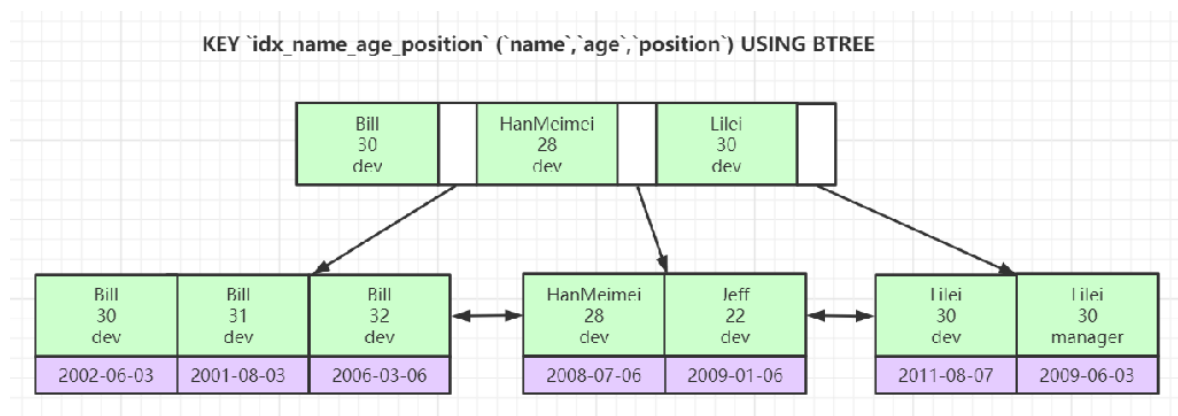 KEY `idx_name_age_position` (`name`,`age`,`position`) USING BTREE
Bill
30
dev
HanMeimei
28
dev
Lilei
30
dev
Bill
30
dev
2002-06-03
Bill
31
dev
2001-08-03
Bill
32
dev
2006-03-06
HanMeimei
28
dev
2008-07-06
Jeff
22
dev
2009-01-06
Lilei
30
dev
2011-08-07
Lilei
30
manager
2009-06-03